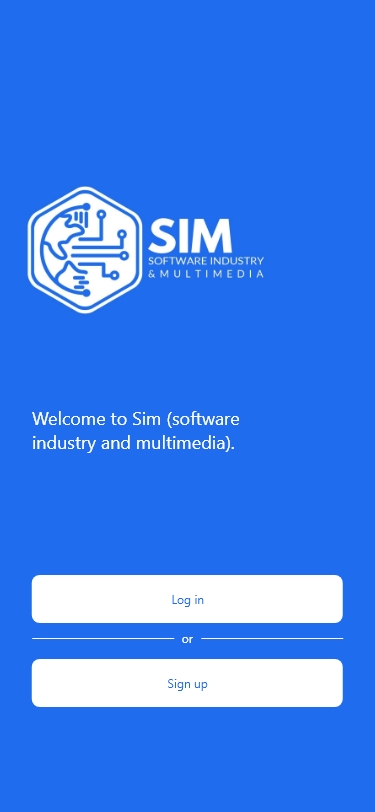 SIM
SOFTWARE INDUSTRY
& MULTIMEDIA
Welcome to Sim (software
industry and multimedia).
Log in
or
Sign up